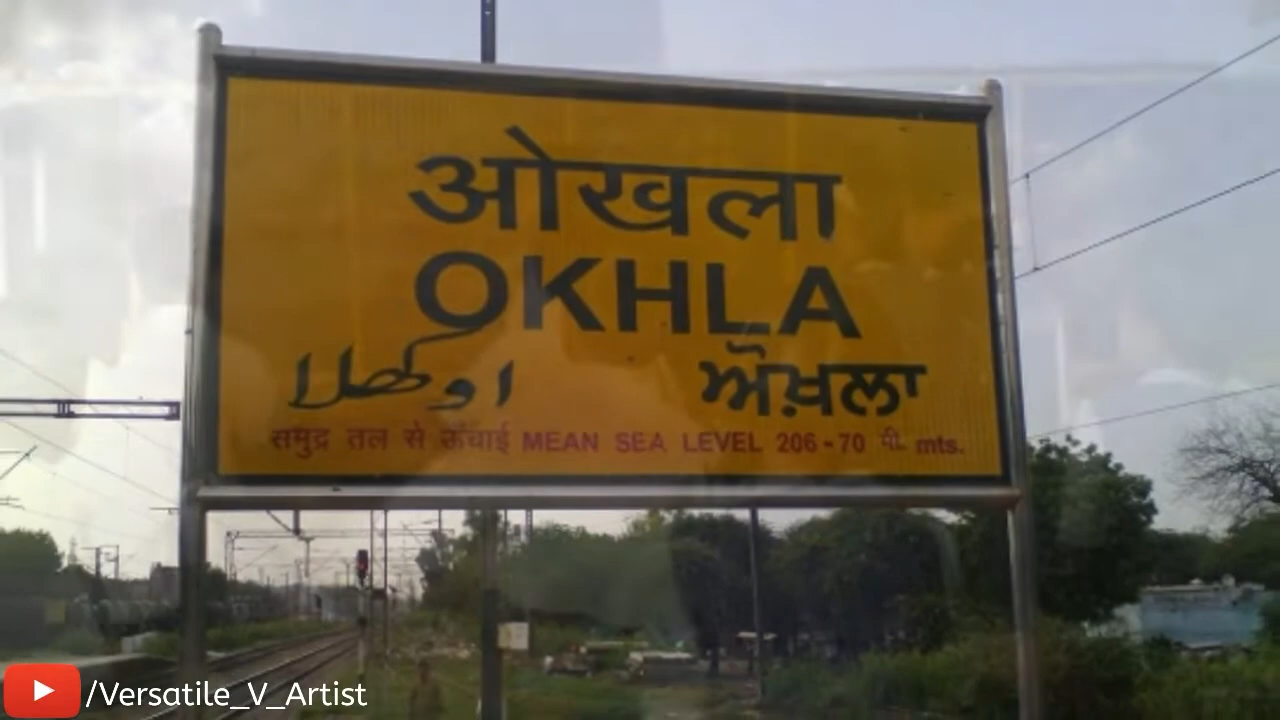 ओखला
OKHLA
اوکھلا ਔਖ਼ਲਾ
समुद्र तल से ऊँचाई MEAN SEA LEVEL 206-70 मी. mts.
/Versatile_V_Artist